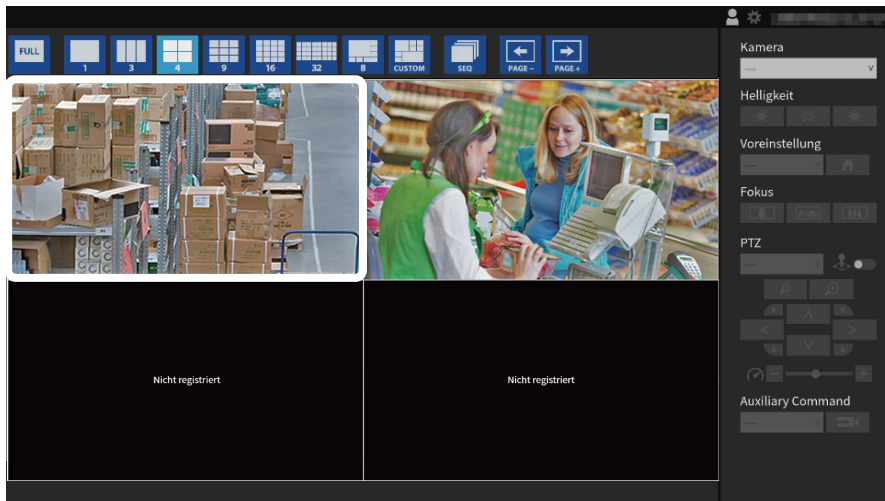 FULL
1
3
4
9
16
32
8
CUSTOM
SEQ
PAGE−
PAGE+
Kamera
Helligkeit
Voreinstellung
Fokus
Auto
PTZ
Auxiliary Command
Nicht registriert
Nicht registriert